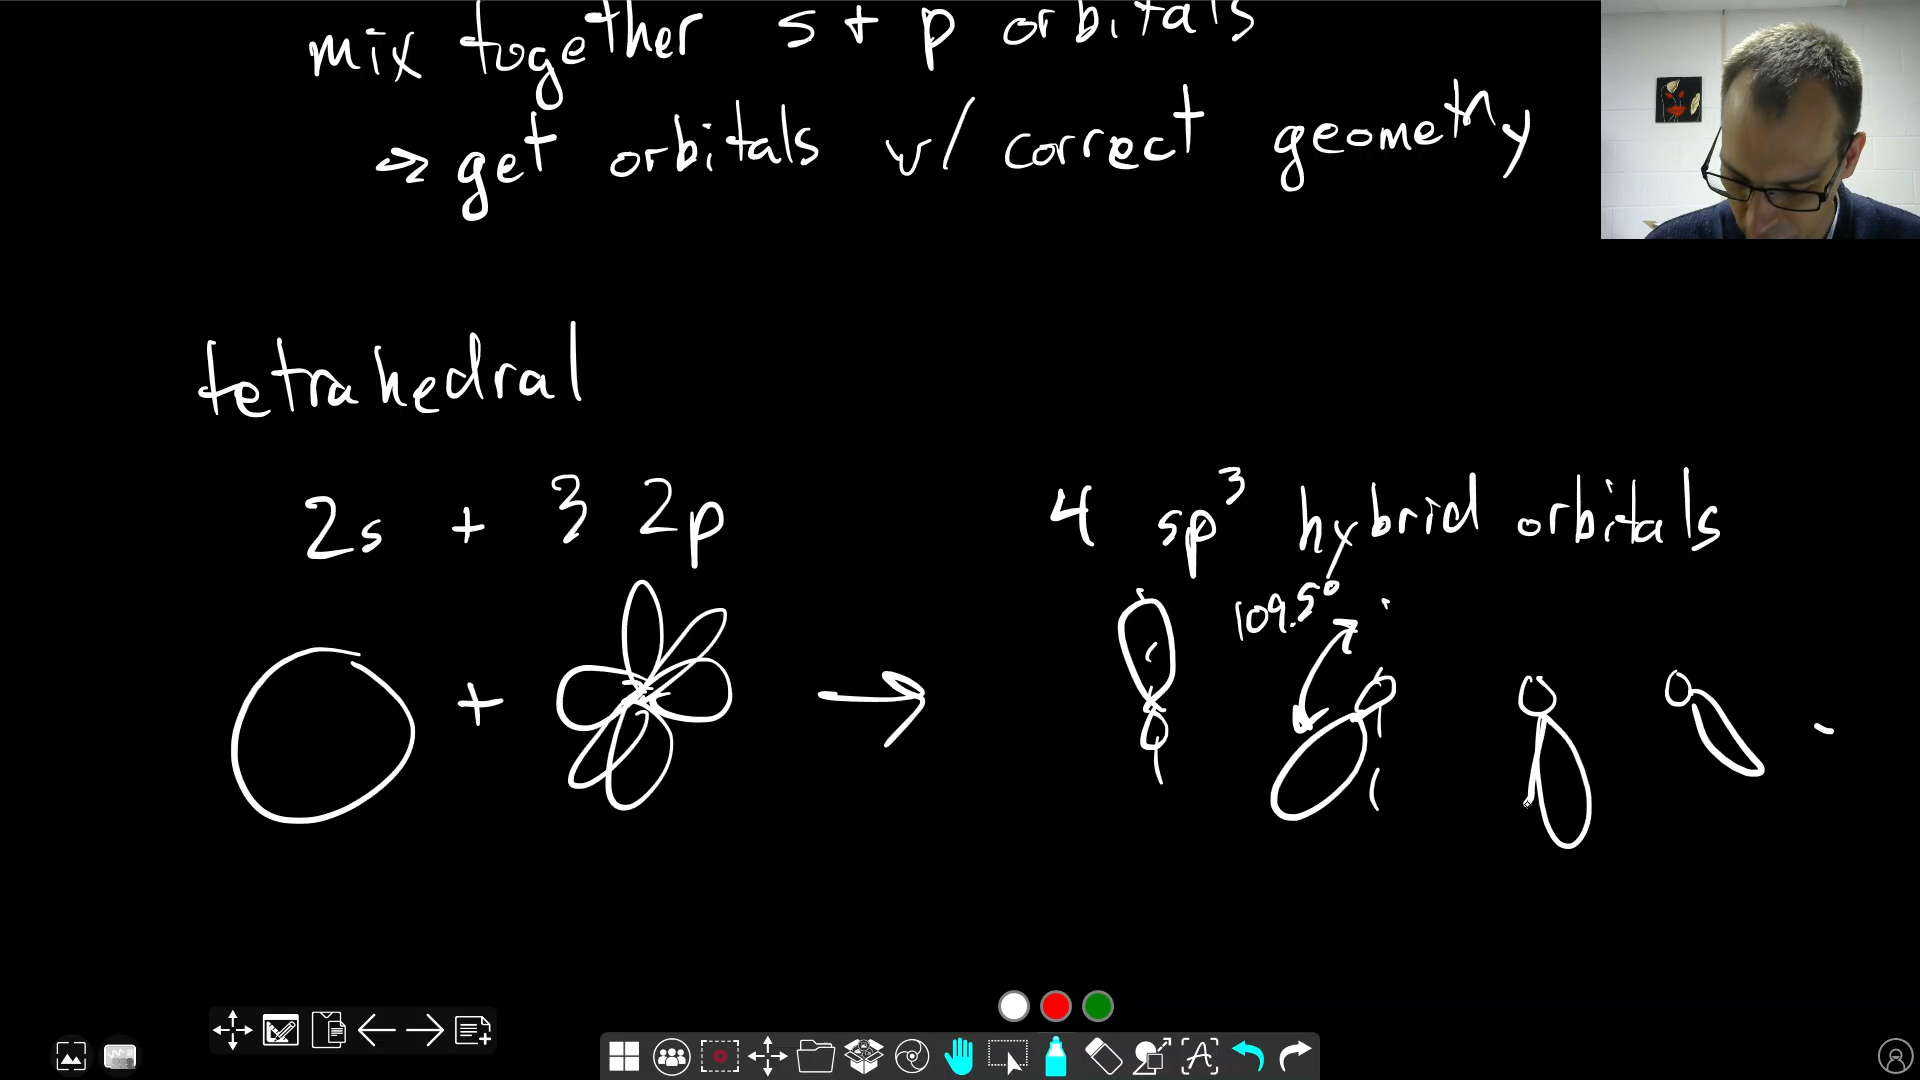 mix together s + p orbitals
⇒ get orbitals w/ correct geometry
tetrahedral
2s + 3 2p
4 sp³ hybrid orbitals
109.5°
+ →